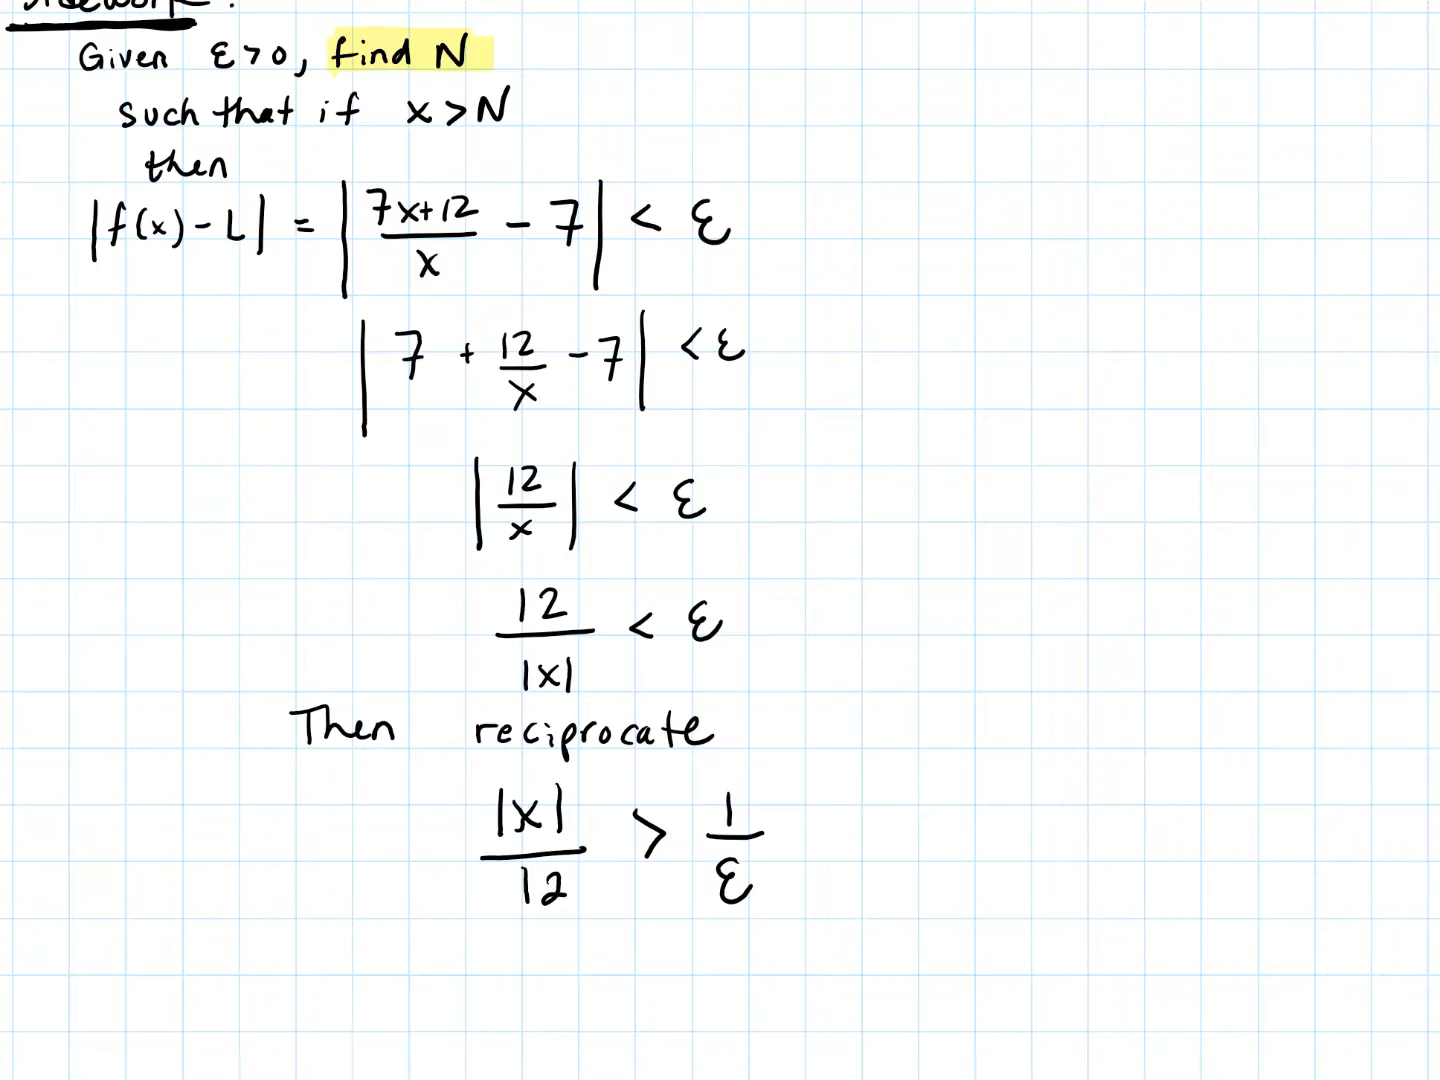 Given ε > 0, find N
such that if x > N
then
|f(x) - L| = |7x+12/x - 7| < ε
|7 + 12/x - 7| < ε
|12/x| < ε
12/|x| < ε
Then reciprocate
|x|/12 > 1/ε